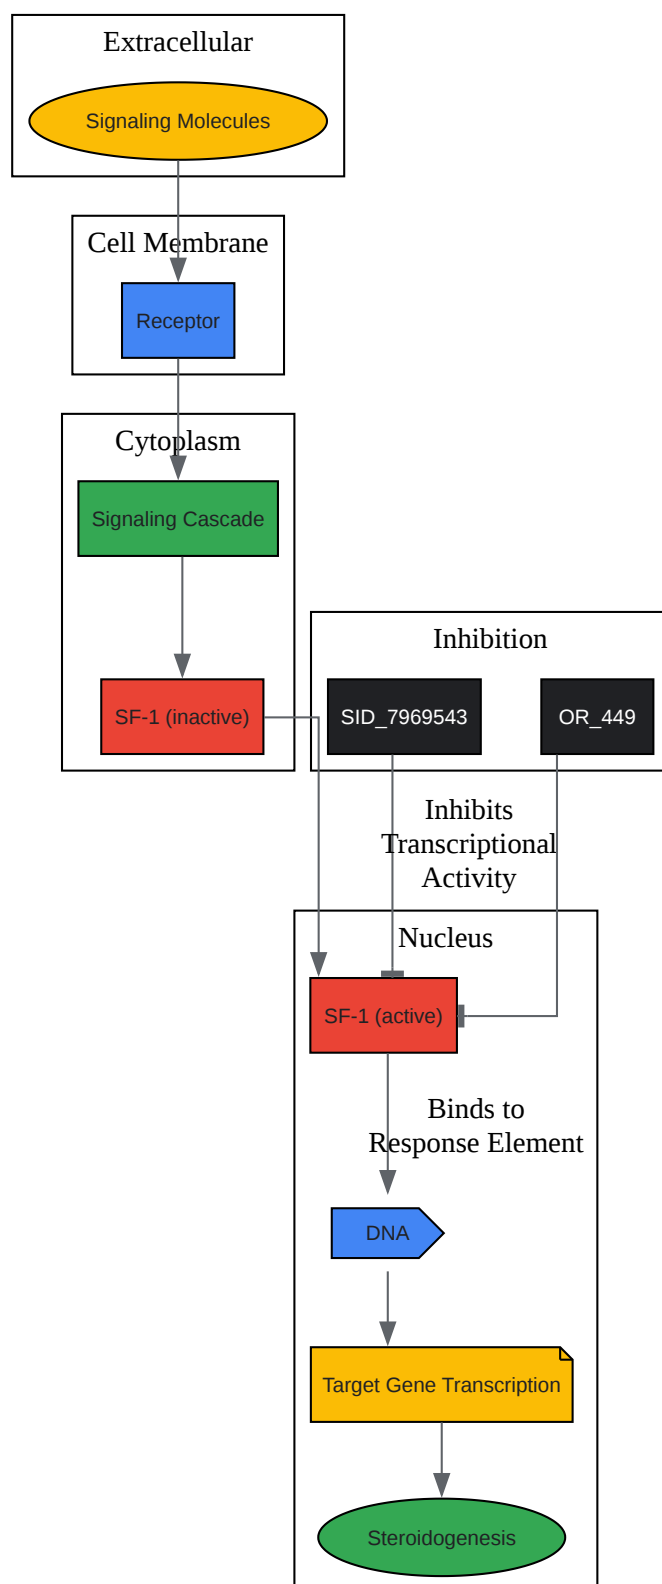 Extracellular
Signaling Molecules
Cell Membrane
Receptor
Cytoplasm
Signaling Cascade
Inhibition
SF-1 (inactive)
SID_7969543
OR_449
Inhibits
Transcriptional
Activity
Nucleus
SF-1 (active)
Binds to
Response Element
DNA
Target Gene Transcription
Steroidogenesis